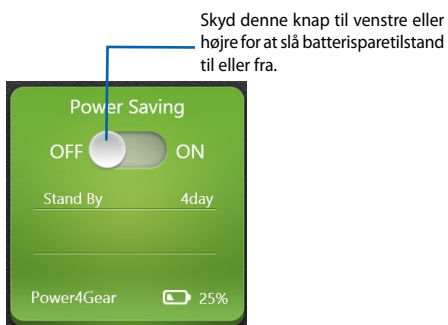 Skyd denne knap til venstre eller
højre for at slå batterisparetilstand
til eller fra.
Power Saving
OFF ON
Stand By 4day
Power4Gear 25%